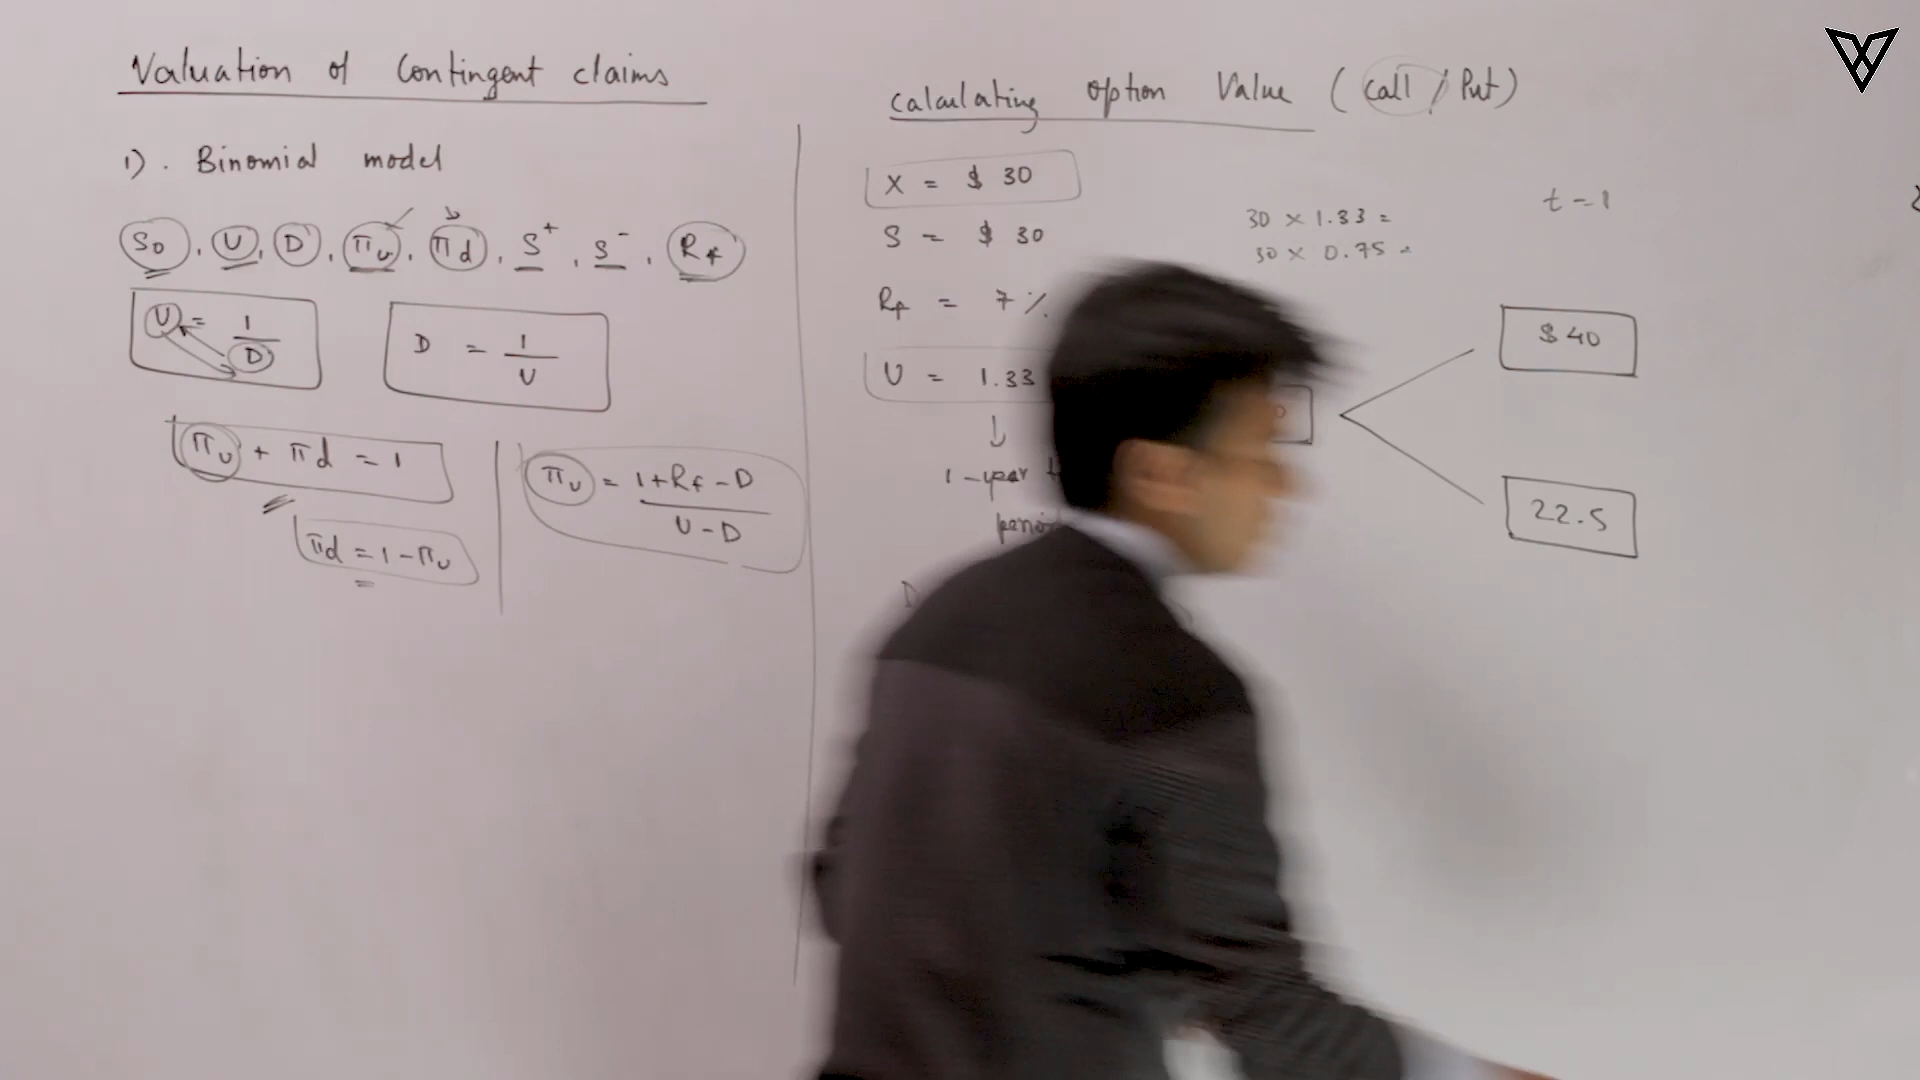 Valuation of Contingent claims
1). Binomial model
S0, U, D, πu, πd, S+, S-, Rf
U = 1/D
D = 1/U
πu + πd = 1
πd = 1 - πu
πu = 1+Rf-D / U-D
Calculating option Value (Call / Put)
X = $ 30
S = $ 30
Rf = 7%
U = 1.33
↓
1-year
D
30 × 1.33 =
30 × 0.75 =
t = 1
$40
22.5